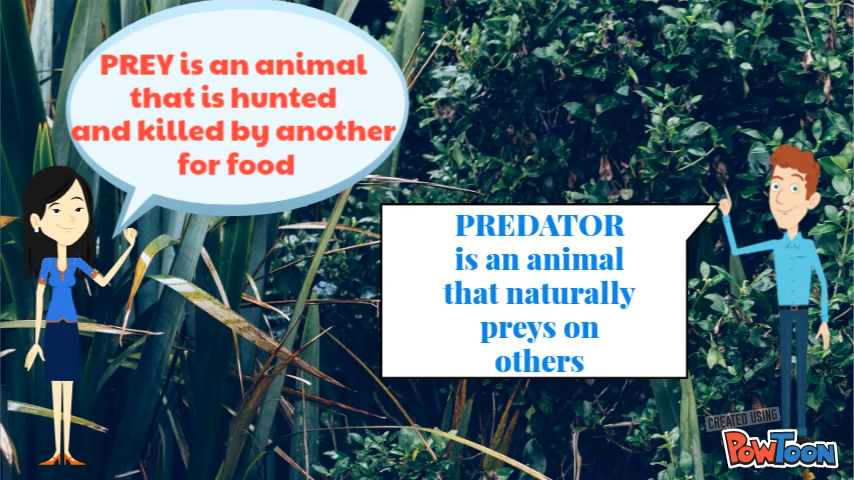 PREY is an animal
that is hunted
and killed by another
for food
PREDATOR
is an animal
that naturally
preys on
others
CREATED USING
POWTOON